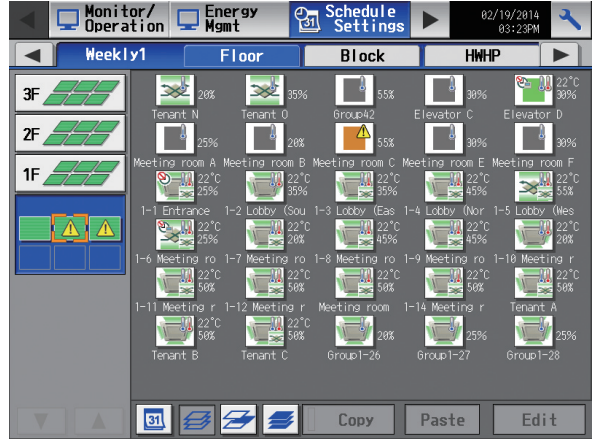 Monitor/ Operation
Energy Mgmt
31 Schedule Settings
02/19/2014 03:23PM
Weekly1 Floor Block HWHP
3F
2F
1F
20% 35% 55% 30% 22°C 30%
Tenant N Tenant O Group42 Elevator C Elevator D
25% 20% 55% 30% 30%
Meeting room A Meeting room B Meeting room C Meeting room E Meeting room F
22°C 25% 22°C 35% 22°C 35% 22°C 45% 22°C 55%
1-1 Entrance 1-2 Lobby (Sou 1-3 Lobby (Eas 1-4 Lobby (Nor 1-5 Lobby (Wes
22°C 25% 22°C 20% 22°C 45% 22°C 45% 22°C 20%
1-6 Meeting ro 1-7 Meeting ro 1-8 Meeting ro 1-9 Meeting ro 1-10 Meeting r
22°C 50% 22°C 50% 22°C 50% 22°C 50% 22°C 50%
1-11 Meeting r 1-12 Meeting r Meeting room 1-14 Meeting r Tenant A
22°C 50% 22°C 50% 20% 25% 25%
Tenant B Tenant C Group1-26 Group1-27 Group1-28
31 Copy Paste Edit